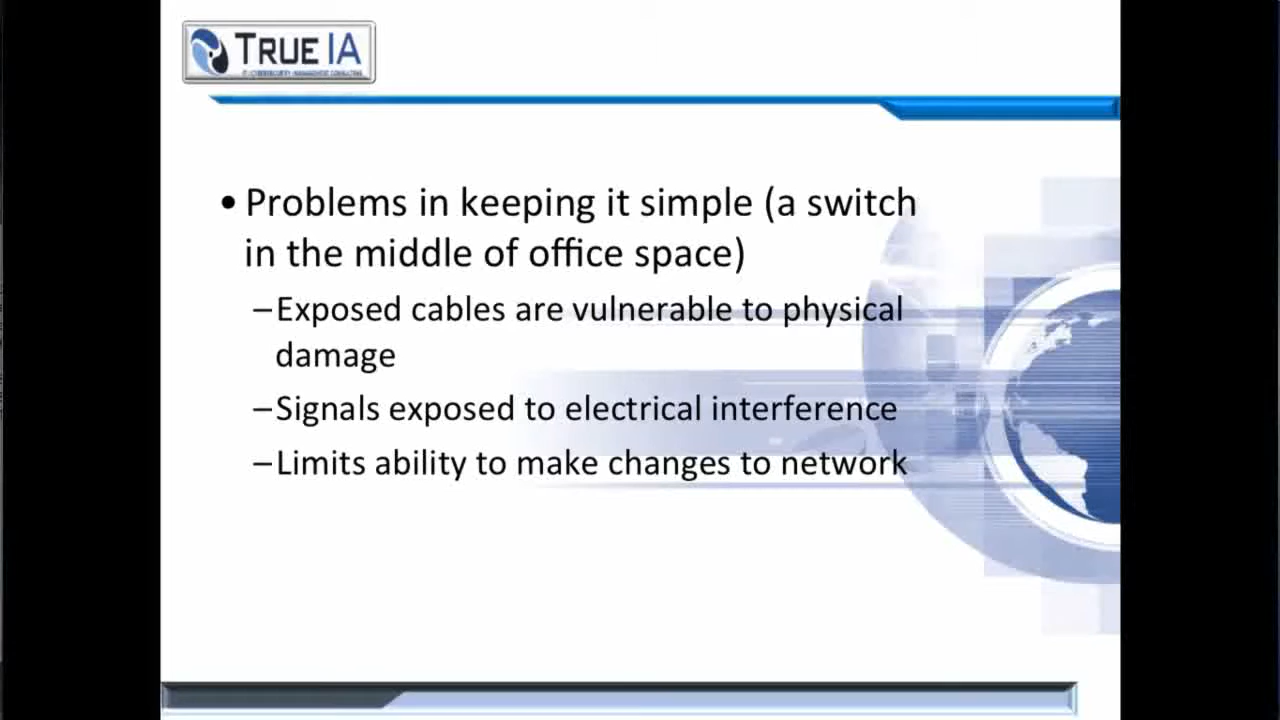 TRUE IA
• Problems in keeping it simple (a switch
in the middle of office space)
–Exposed cables are vulnerable to physical
damage
–Signals exposed to electrical interference
–Limits ability to make changes to network